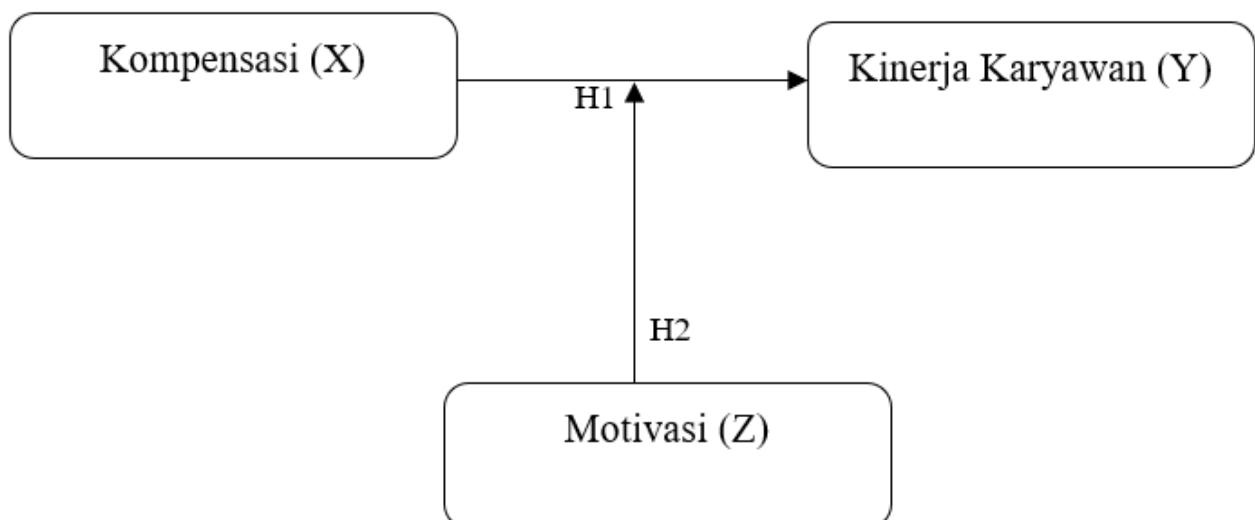 Kompensasi (X)
Kinerja Karyawan (Y)
H1
H2
Motivasi (Z)